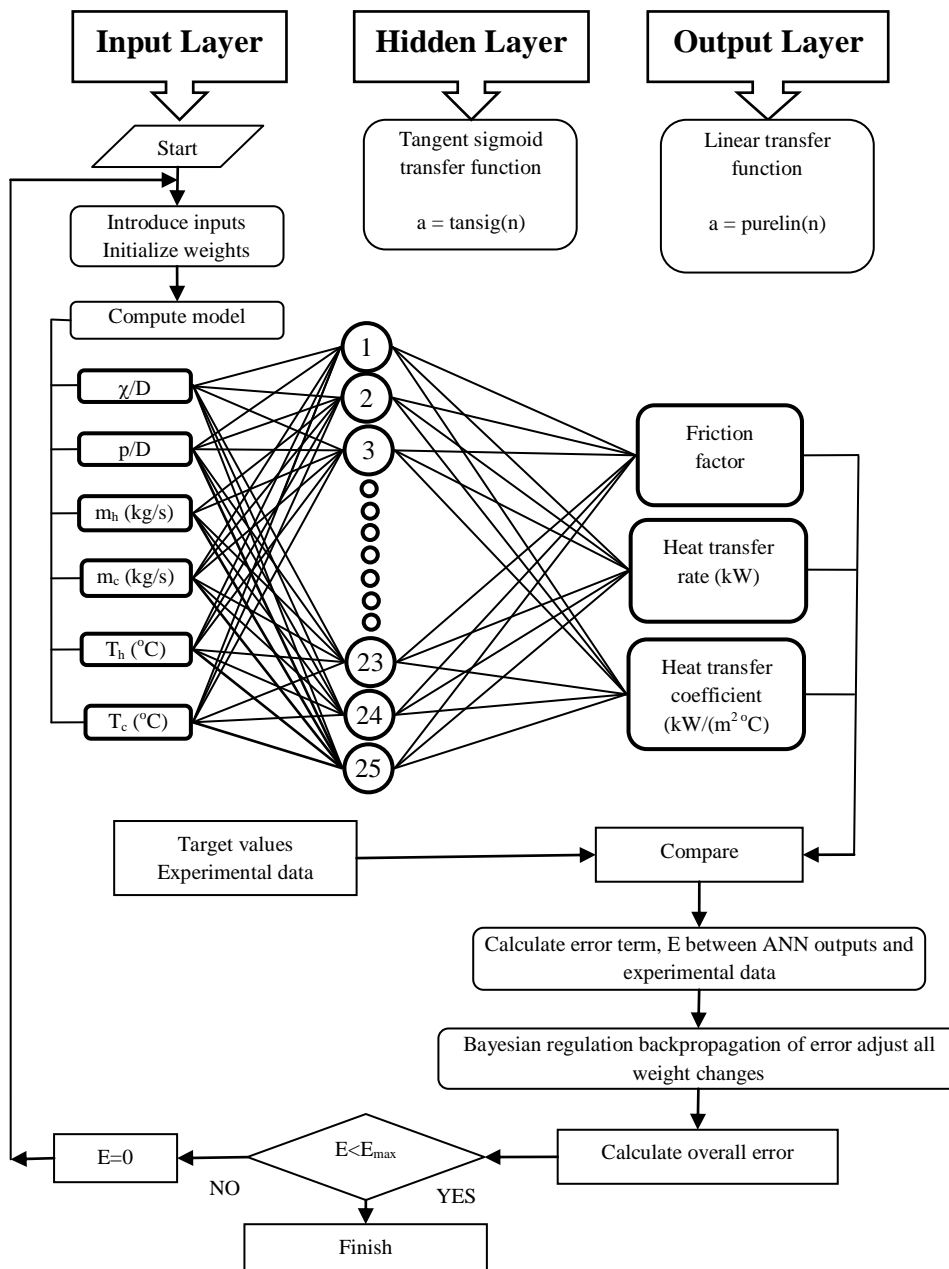 Input Layer
Hidden Layer
Output Layer
Start
Tangent sigmoid
transfer function
a = tansig(n)
Linear transfer
function
a = purelin(n)
Introduce inputs
Initialize weights
Compute model
χ/D
p/D
mₕ (kg/s)
m_c (kg/s)
Tₕ (°C)
T_c (°C)
1
2
3
23
24
25
Friction
factor
Heat transfer
rate (kW)
Heat transfer
coefficient
(kW/(m² °C)
Target values
Experimental data
Compare
Calculate error term, E between ANN outputs and
experimental data
Bayesian regulation backpropagation of error adjust all
weight changes
Calculate overall error
E<E_max
E=0
NO
YES
Finish